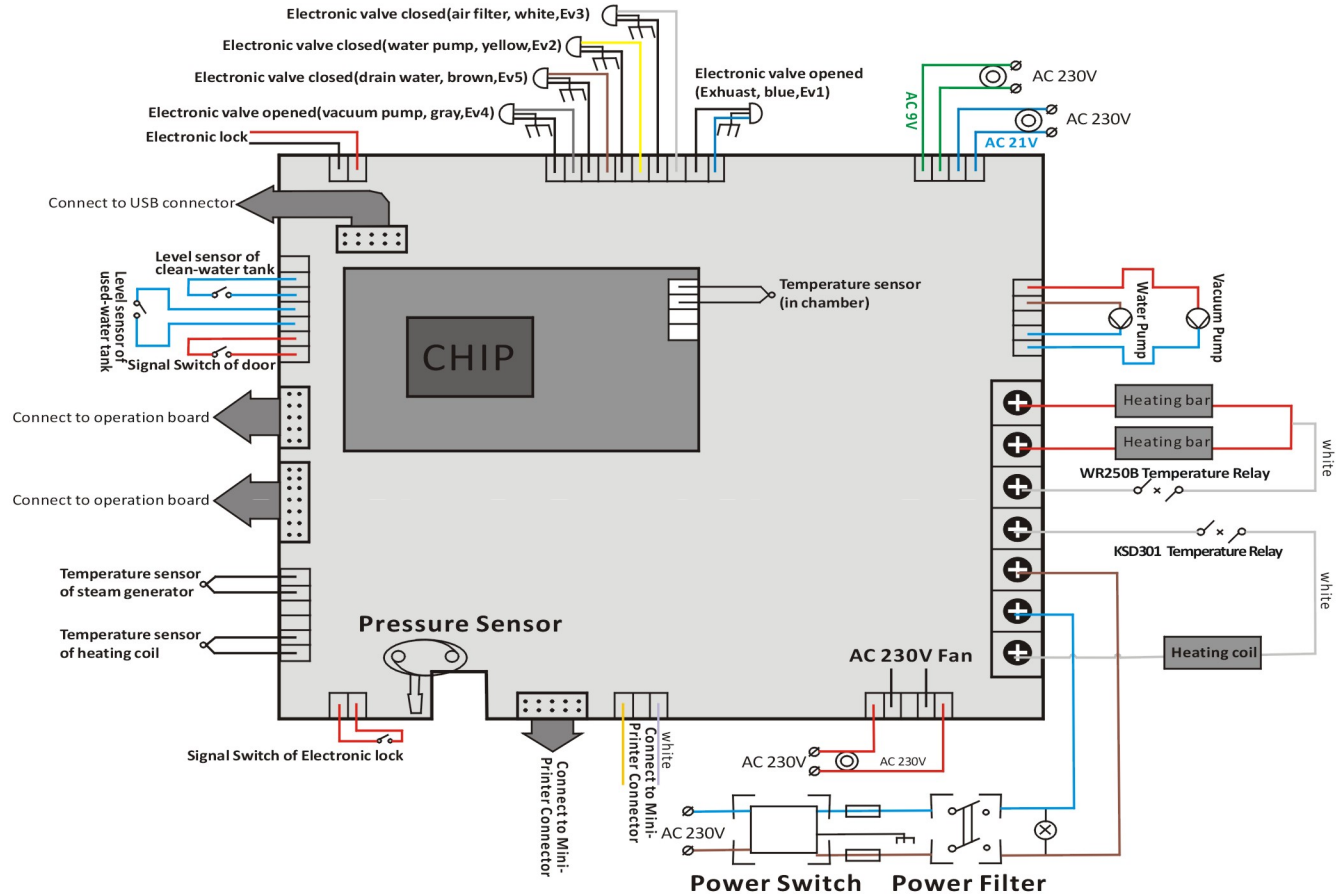 Electronic valve closed(air filter, white,Ev3)
Electronic valve closed(water pump, yellow,Ev2)
Electronic valve closed(drain water, brown,Ev5)
Electronic valve opened(vacuum pump, gray,Ev4)
Electronic lock
Electronic valve opened
(Exhuast, blue,Ev1)
AC 9V
AC 230V
AC 230V
AC 21V
Connect to USB connector
Level sensor of
clean-water tank
Level sensor of
used-water tank
Signal Switch of door
Temperature sensor
(in chamber)
CHIP
Water Pump
Vacuum Pump
Connect to operation board
Connect to operation board
Heating bar
Heating bar
white
WR250B Temperature Relay
KSD301 Temperature Relay
white
Heating coil
Temperature sensor
of steam generator
Temperature sensor
of heating coil
Pressure Sensor
AC 230V Fan
Signal Switch of Electronic lock
Connect to Mini-
Printer Connector
white
Connect to Mini-
Printer Connector
AC 230V
AC 230V
AC 230V
Power Switch
Power Filter